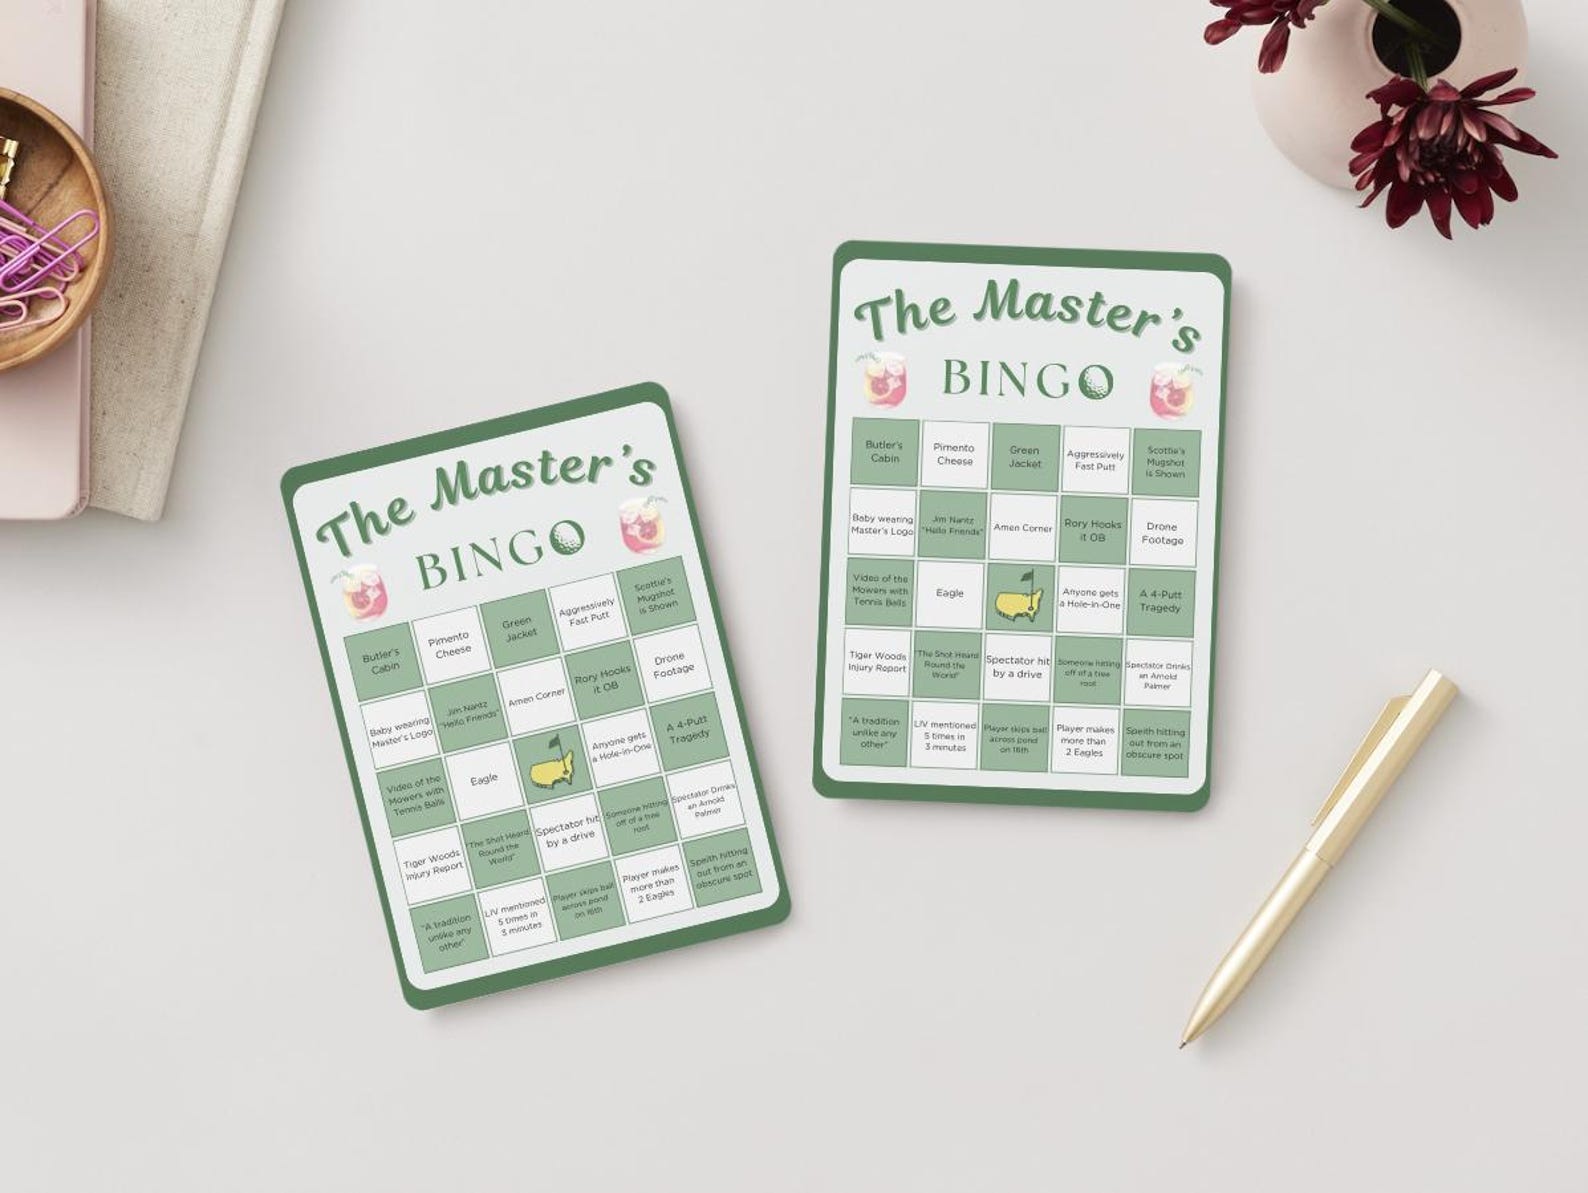 The Master's
BINGO
Butler's
Cabin
Pimento
Cheese
Green
Jacket
Aggressively
Fast Putt
Scottie's
Mugshot
is Shown
Baby wearing
Master's Logo
Jim Nantz
"Hello Friends"
Amen Corner
Rory Hooks
it OB
Drone
Footage
Video of the
Mowers with
Tennis Balls
Eagle
Anyone gets
a Hole-in-One
A 4-Putt
Tragedy
Tiger Woods
Injury Report
"The Shot Heard
Round the
World"
Spectator hit
by a drive
Someone hitting
off of a tree
root
Spectator Drinks
an Arnold
Palmer
"A tradition
unlike any
other"
LIV mentioned
5 times in
3 minutes
Player skips ball
across pond
on 16th
Player makes
more than
2 Eagles
Speith hitting
out from an
obscure spot
The Master's
BINGO
Butler's
Cabin
Pimento
Cheese
Green
Jacket
Aggressively
Fast Putt
Scottie's
Mugshot
is Shown
Baby wearing
Master's Logo
Jim Nantz
"Hello Friends"
Amen Corner
Rory Hooks
it OB
Drone
Footage
Video of the
Mowers with
Tennis Balls
Eagle
Anyone gets
a Hole-in-One
A 4-Putt
Tragedy
Tiger Woods
Injury Report
"The Shot Heard
Round the
World"
Spectator hit
by a drive
Someone hitting
off of a tree
root
Spectator Drinks
an Arnold
Palmer
"A tradition
unlike any
other"
LIV mentioned
5 times in
3 minutes
Player skips ball
across pond
on 16th
Player makes
more than
2 Eagles
Speith hitting
out from an
obscure spot